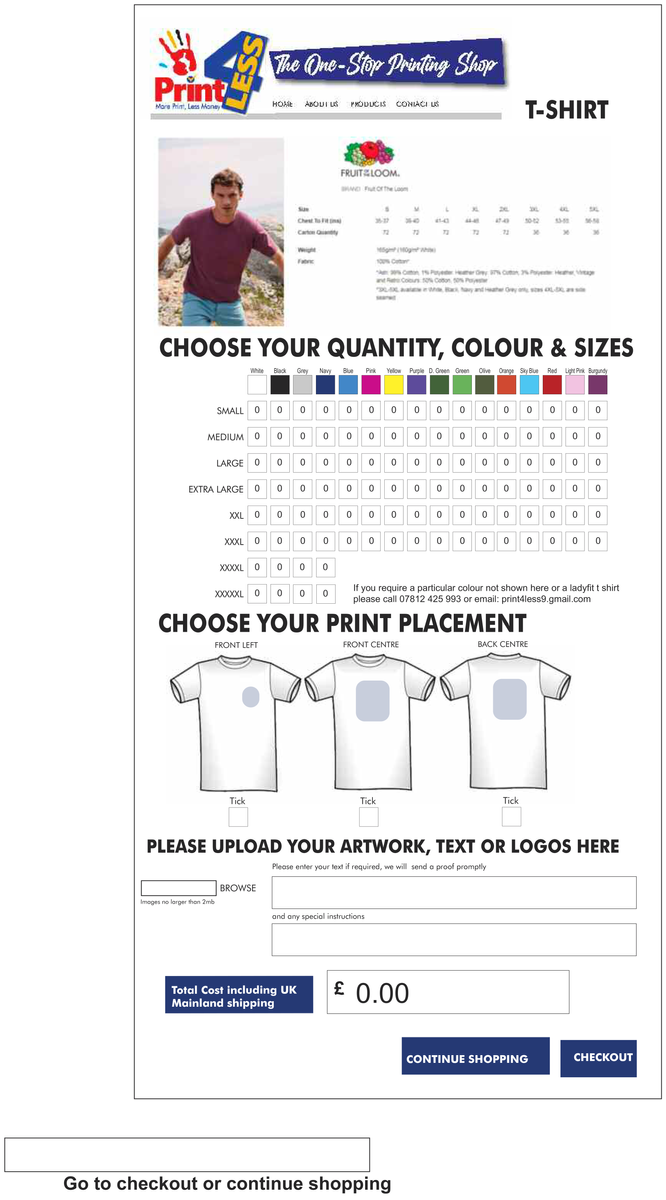 4
LESS
Print
More Print, Less Money
The One-Stop Printing Shop
HOME ABOUT US PRODUCTS CONTACT US
T-SHIRT
FRUIT OF THE LOOM.
BRAND: Fruit Of The Loom
Size S M L XL 2XL 3XL 4XL 5XL
Chest To Fit (ins) 35-37 38-40 41-43 44-46 47-49 50-52 53-55 56-58
Carton Quantity 72 72 72 72 72 36 36 36
Weight 165gm/² (160gm/² White)
Fabric 100% Cotton*
*Ash: 99% Cotton, 1% Polyester. Heather Grey: 97% Cotton, 3% Polyester. Heather, Vintage
and Retro Colours: 50% Cotton, 50% Polyester
*3XL-5XL available in White, Black, Navy and Heather Grey only, sizes 4XL-5XL are side
seamed
CHOOSE YOUR QUANTITY, COLOUR & SIZES
White Black Grey Navy Blue Pink Yellow Purple D. Green Green Olive Orange Sky Blue Red Light Pink Burgundy
SMALL 0 0 0 0 0 0 0 0 0 0 0 0 0 0 0 0
MEDIUM 0 0 0 0 0 0 0 0 0 0 0 0 0 0 0 0
LARGE 0 0 0 0 0 0 0 0 0 0 0 0 0 0 0 0
EXTRA LARGE 0 0 0 0 0 0 0 0 0 0 0 0 0 0 0 0
XXL 0 0 0 0 0 0 0 0 0 0 0 0 0 0 0 0
XXXL 0 0 0 0 0 0 0 0 0 0 0 0 0 0 0 0
XXXXL 0 0 0 0
XXXXXL 0 0 0 0
If you require a particular colour not shown here or a ladyfit t shirt
please call 07812 425 993 or email: print4less9.gmail.com
CHOOSE YOUR PRINT PLACEMENT
FRONT LEFT FRONT CENTRE BACK CENTRE
Tick Tick Tick
PLEASE UPLOAD YOUR ARTWORK, TEXT OR LOGOS HERE
Please enter your text if required, we will send a proof promptly
BROWSE
Images no larger than 2mb
and any special instructions
Total Cost including UK
Mainland shipping
£ 0.00
CONTINUE SHOPPING CHECKOUT
Go to checkout or continue shopping